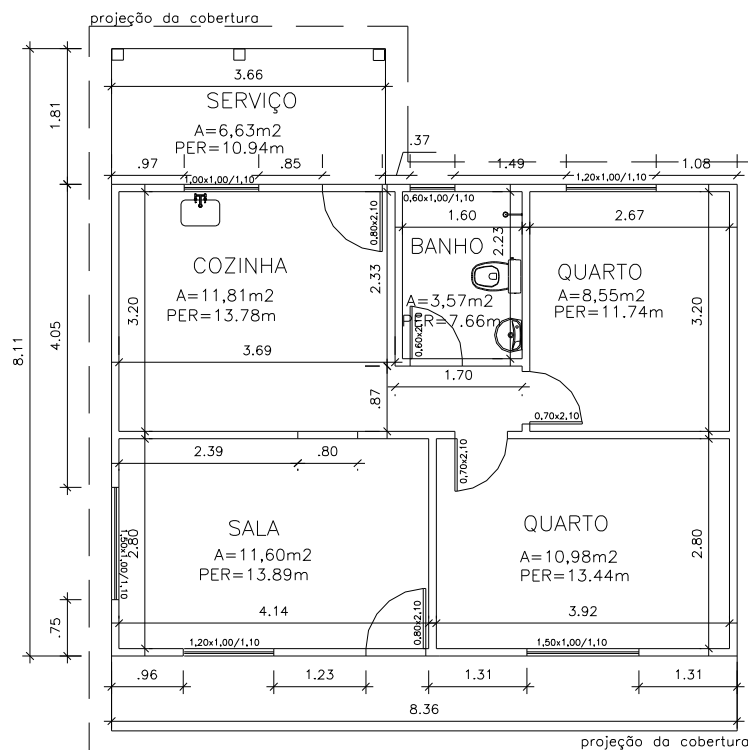 projeção da cobertura
3.66
SERVIÇO
A=6,63m2
PER=10.94m
1.81
.37
.97
.85
1.49
1.08
1,00x1,00/1,10
0,60x1,00/1,10
1,20x1,00/1,10
0,80x2,10
1.60
2.23
2.67
COZINHA
A=11,81m2
PER=13.78m
2.33
3.20
3.69
BANHO
A=3,57m2
PER=7.66m
0,60x2,10
QUARTO
A=8,55m2
PER=11.74m
3.20
8.11
4.05
1.70
.87
0,70x2,10
2.39
.80
0,70x2,10
SALA
A=11,60m2
PER=13.89m
1,50x1,00/1,10
2.80
QUARTO
A=10,98m2
PER=13.44m
2.80
.75
4.14
0,80x2,10
3.92
1,20x1,00/1,10
1,50x1,00/1,10
.96
1.23
1.31
1.31
8.36
projeção da cobertura